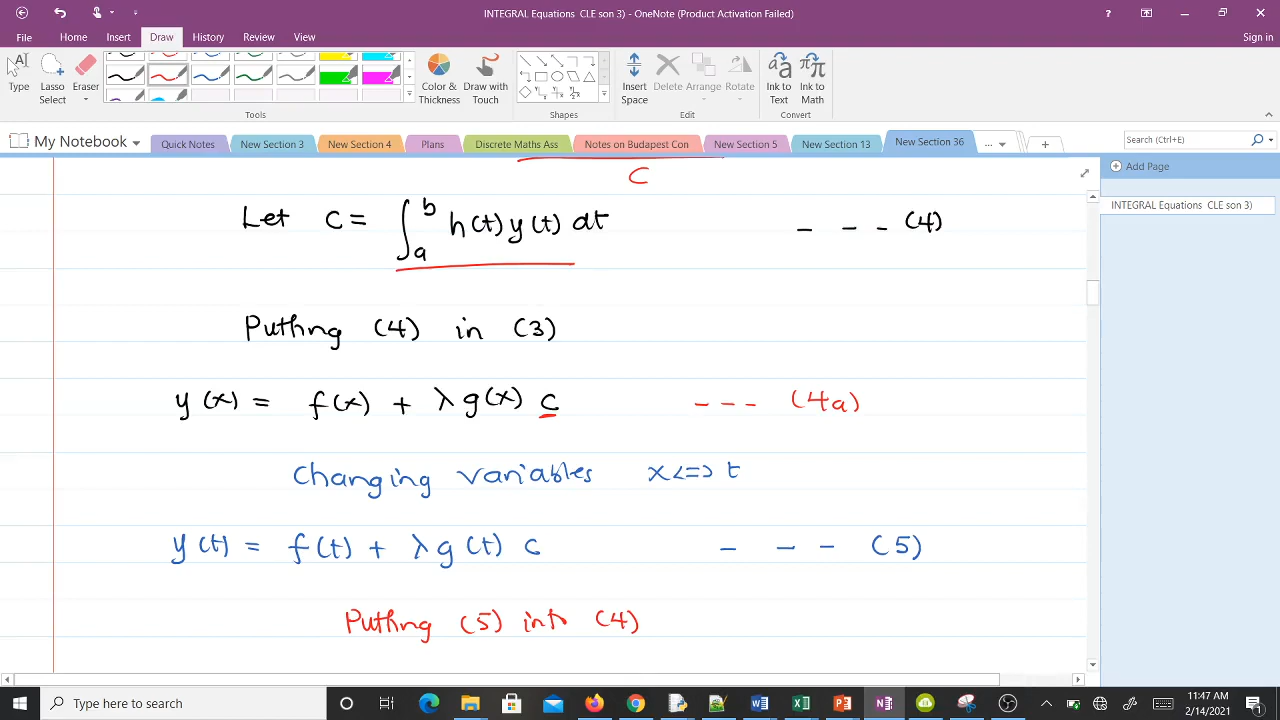 INTEGRAL Equations CLE son 3) - OneNote (Product Activation Failed)
File Home Insert Draw History Review View
Sign in
Type
Lasso Select
Eraser
Color & Thickness
Draw with Touch
Insert Space
Delete
Arrange
Rotate
Ink to Text
Ink to Math
Tools
Shapes
Edit
Convert
My Notebook Quick Notes New Section 3 New Section 4 Plans Discrete Maths Ass Notes on Budapest Con New Section 5 New Section 13 New Section 36 ... Search (Ctrl+E)
Add Page
INTEGRAL Equations CLE son 3)
C
Let c = ∫_a^b h(t) y(t) dt - - - (4)
Putting (4) in (3)
y(x) = f(x) + λ g(x) c - - - (4a)
Changing variables x<=> t
y(t) = f(t) + λ g(t) c - - - (5)
Putting (5) into (4)
Type here to search
11:47 AM
2/14/2021